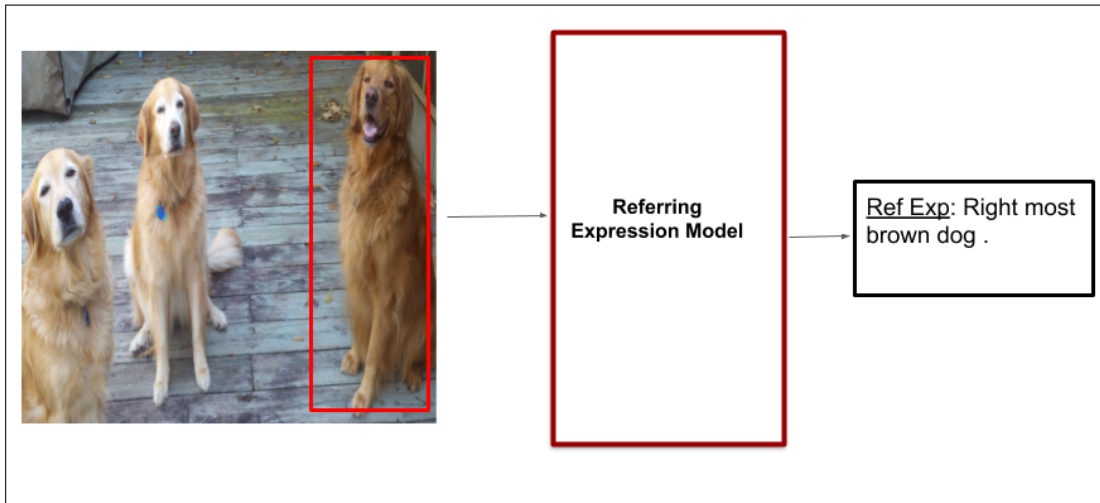 Referring
Expression Model
Ref Exp: Right most
brown dog .